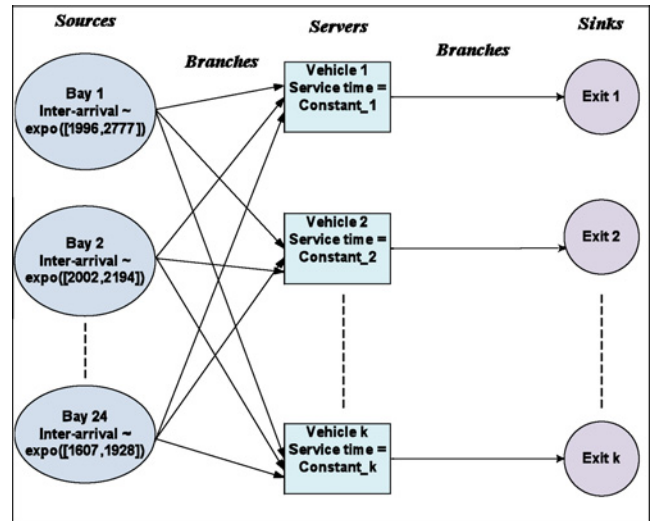 Sources
Servers
Sinks
Branches
Branches
Bay 1
Inter-arrival ~
expo([1996,2777])
Vehicle 1
Service time =
Constant_1
Exit 1
Bay 2
Inter-arrival ~
expo([2002,2194])
Vehicle 2
Service time =
Constant_2
Exit 2
Bay 24
Inter-arrival ~
expo([1607,1928])
Vehicle k
Service time =
Constant_k
Exit k